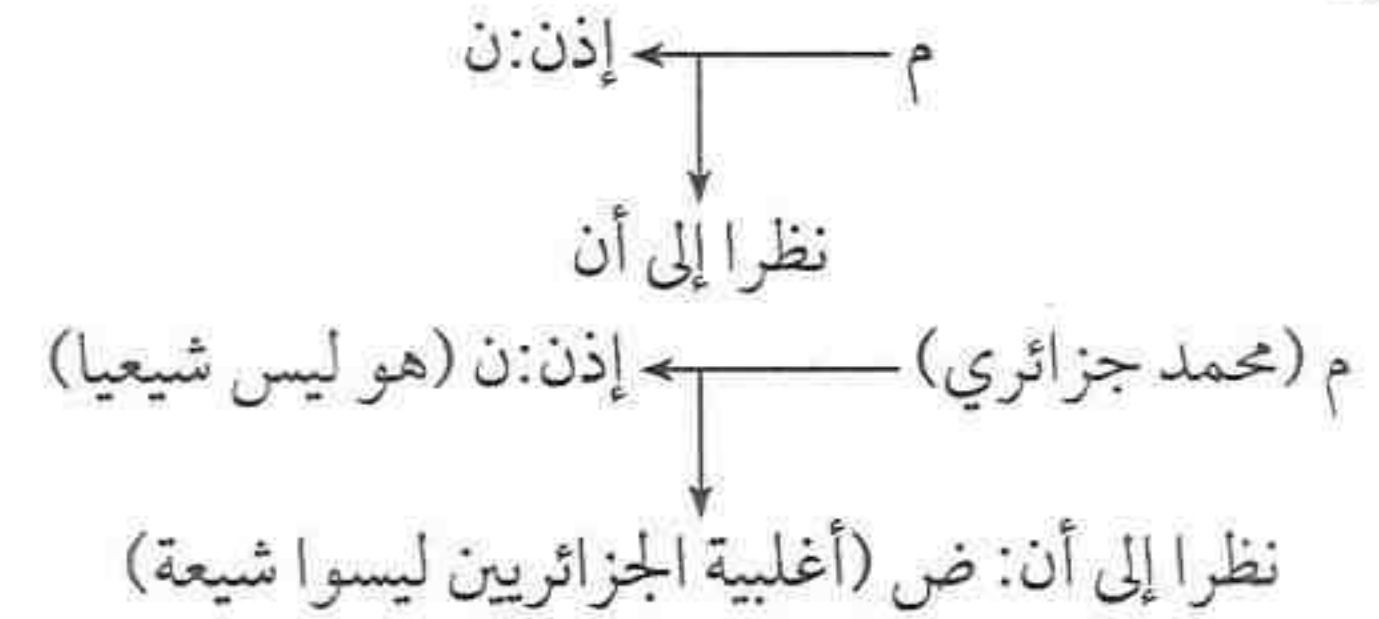 م إذن:ن
نظرا إلى أن
م (محمد جزائري) إذن:ن (هو ليس شيعيا)
نظرا إلى أن: ض (أغلبية الجزائريين ليسوا شيعة)